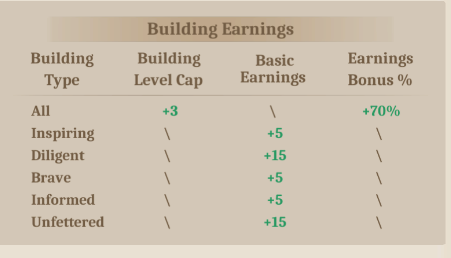 Building Earnings
Building Type Building Level Cap Basic Earnings Earnings Bonus %
All +3 \ +70%
Inspiring \ +5 \
Diligent \ +15 \
Brave \ +5 \
Informed \ +5 \
Unfettered \ +15 \